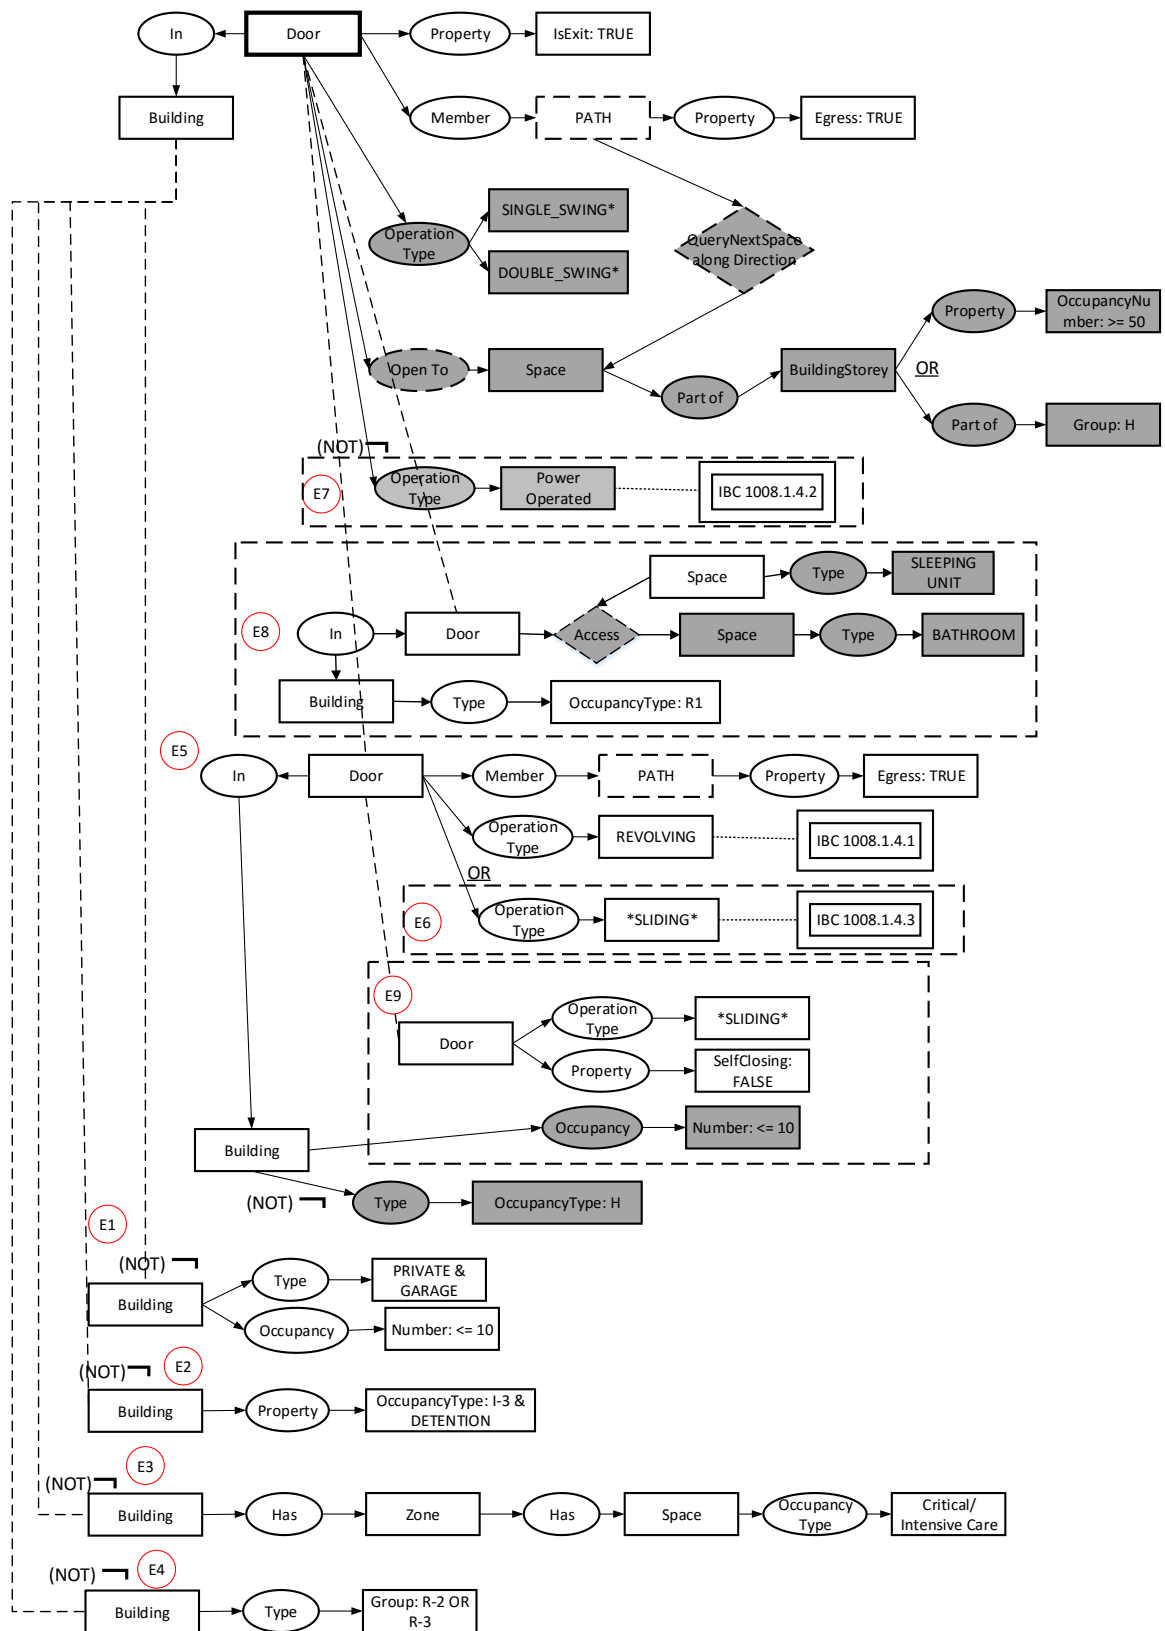 In
Door
Property
IsExit: TRUE
Building
Member
PATH
Property
Egress: TRUE
Operation
Type
SINGLE_SWING*
DOUBLE_SWING*
QueryNextSpace
along Direction
Open To
Space
Part of
BuildingStorey
Property
OccupancyNu
mber: >= 50
OR
Part of
Group: H
(NOT)
E7
Operation
Type
Power
Operated
IBC 1008.1.4.2
E8
Space
Type
SLEEPING
UNIT
In
Door
Access
Space
Type
BATHROOM
Building
Type
OccupancyType: R1
E5
In
Door
Member
PATH
Property
Egress: TRUE
Operation
Type
REVOLVING
IBC 1008.1.4.1
OR
E6
Operation
Type
*SLIDING*
IBC 1008.1.4.3
E9
Door
Operation
Type
*SLIDING*
Property
SelfClosing:
FALSE
Building
Occupancy
Number: <= 10
(NOT)
Type
OccupancyType: H
E1
(NOT)
Building
Type
PRIVATE &
GARAGE
Occupancy
Number: <= 10
(NOT)
E2
Building
Property
OccupancyType: I-3 &
DETENTION
(NOT)
E3
Building
Has
Zone
Has
Space
Occupancy
Type
Critical/
Intensive Care
(NOT)
E4
Building
Type
Group: R-2 OR
R-3